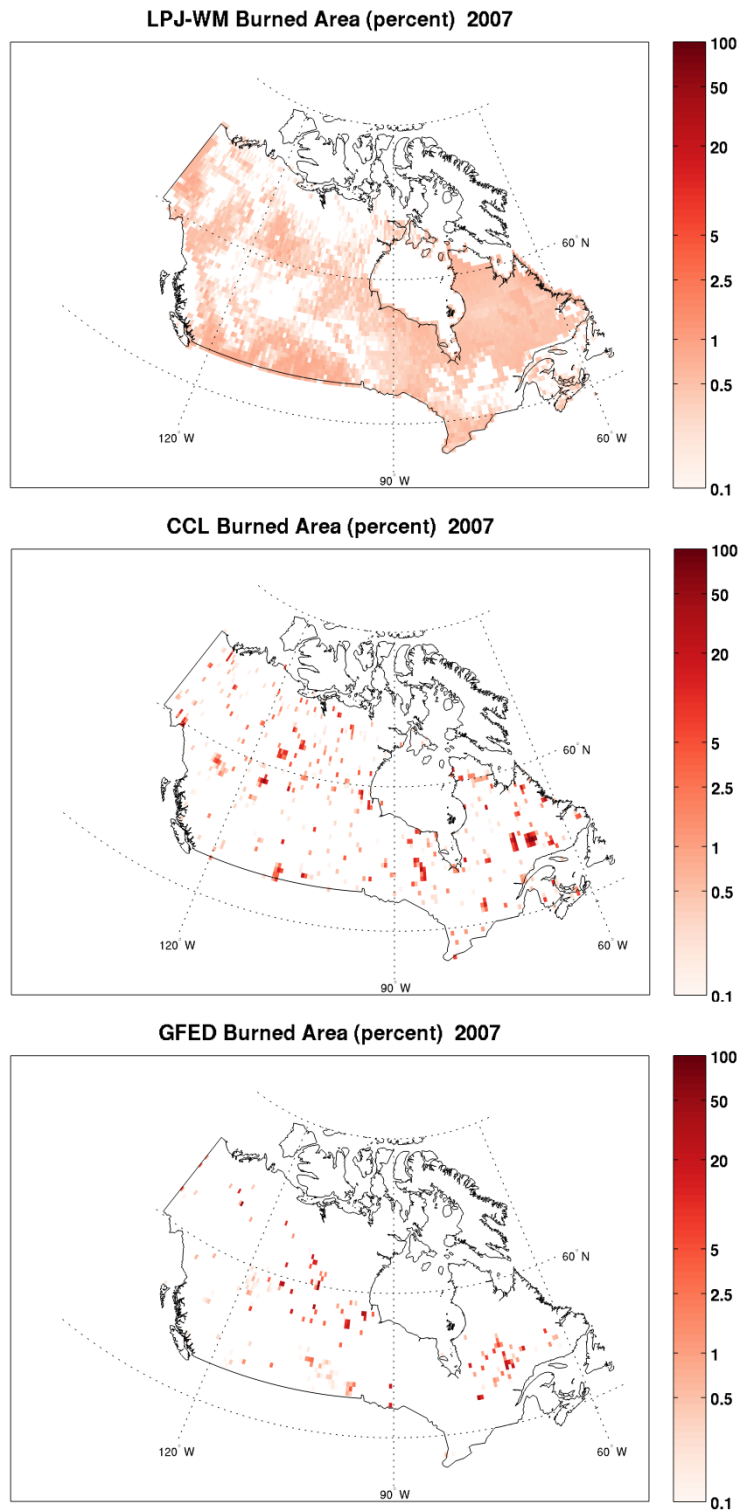 LPJ-WM Burned Area (percent) 2007
100
50
20
5
2.5
1
0.5
0.1
60° N
120° W
90° W
60° W
CCL Burned Area (percent) 2007
100
50
20
5
2.5
1
0.5
0.1
60° N
120° W
90° W
60° W
GFED Burned Area (percent) 2007
100
50
20
5
2.5
1
0.5
0.1
60° N
120° W
90° W
60° W